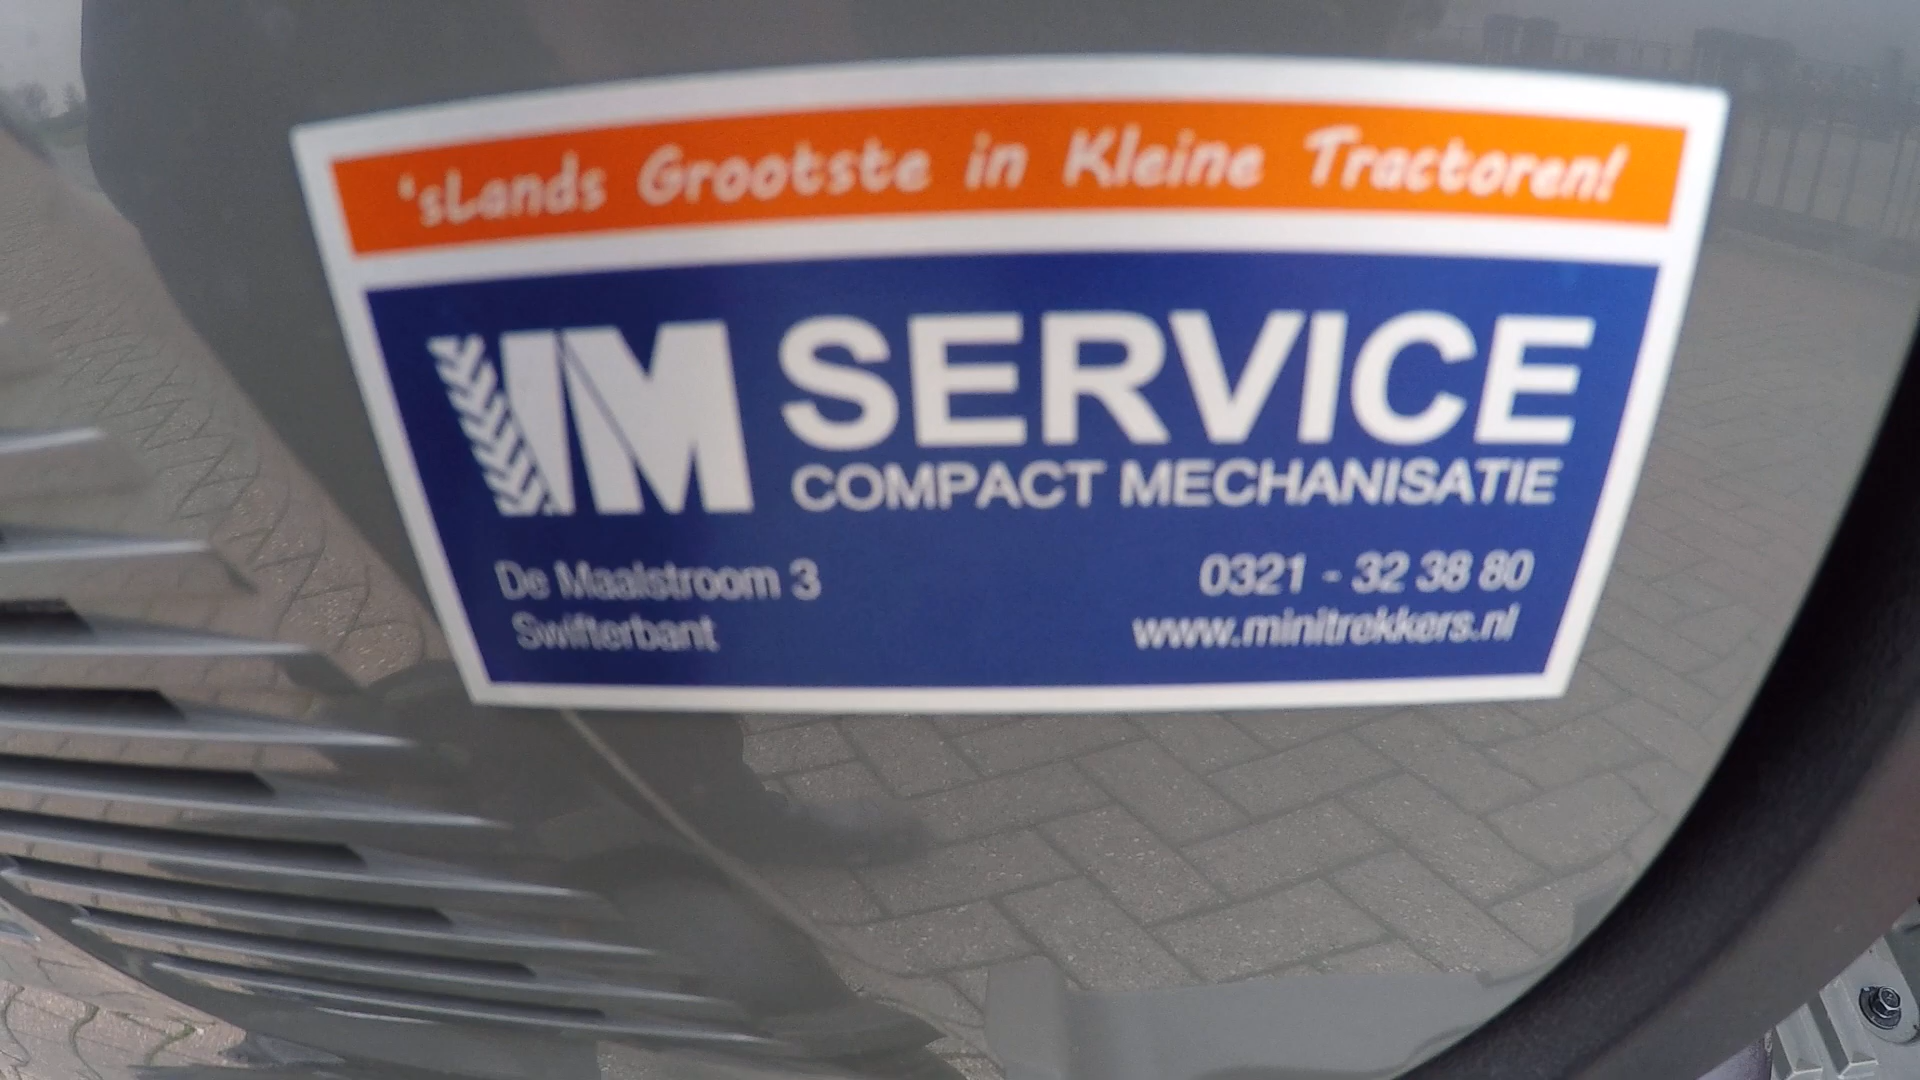 'sLands Grootste in Kleine Tractoren!
IM SERVICE
COMPACT MECHANISATIE
De Maalstroom 3
Swifterbant
0321 - 32 38 80
www.minitrekkers.nl